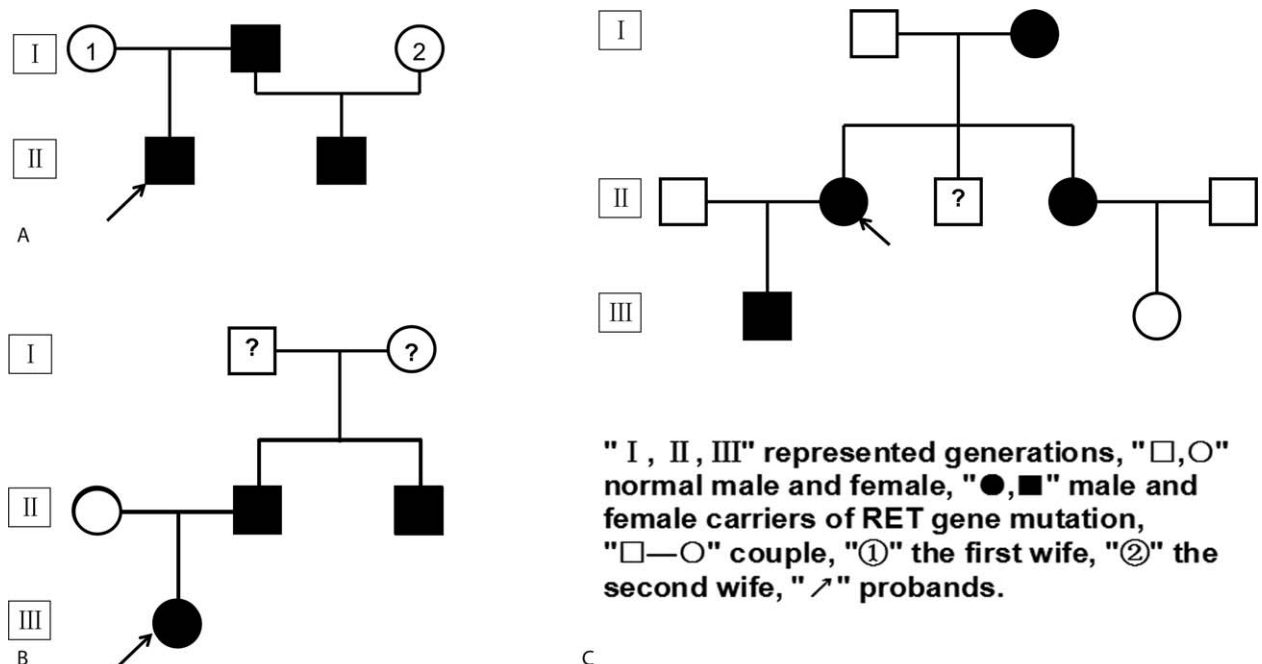 I
1
2
II
A
I
?
?
II
III
B
I
II
?
III
"Ⅰ, Ⅱ, Ⅲ" represented generations, "□,○"
normal male and female, "●,■" male and
female carriers of RET gene mutation,
"□—○" couple, "①" the first wife, "②" the
second wife, "↗" probands.
C